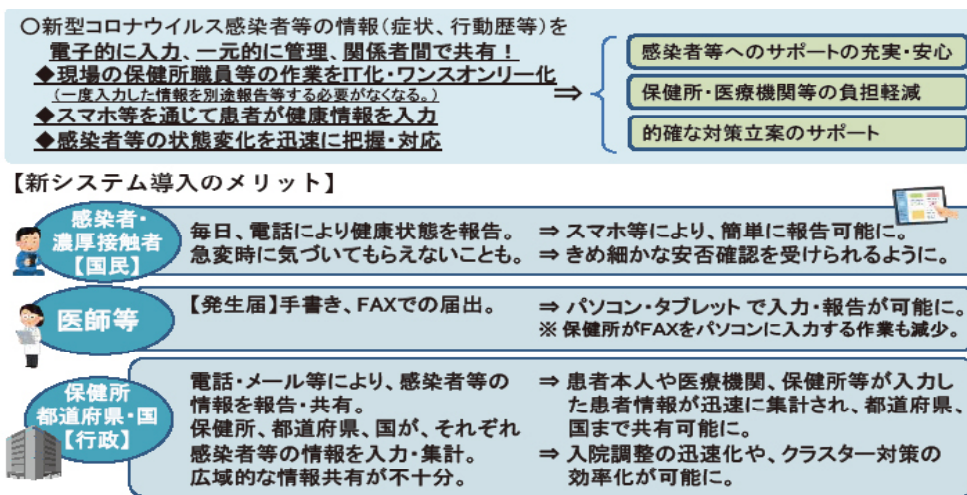 ○新型コロナウイルス感染者等の情報(症状、行動歴等)を
電子的に入力、一元的に管理、関係者間で共有!
◆現場の保健所職員等の作業をIT化・ワンスオンリー化
(一度入力した情報を別途報告等する必要がなくなる。)
◆スマホ等を通じて患者が健康情報を入力
◆感染者等の状態変化を迅速に把握・対応
⇒
感染者等へのサポートの充実・安心
保健所・医療機関等の負担軽減
的確な対策立案のサポート
【新システム導入のメリット】
感染者・
濃厚接触者
【国民】
毎日、電話により健康状態を報告。
急変時に気づいてもらえないことも。
⇒ スマホ等により、簡単に報告可能に。
⇒ きめ細かな安否確認を受けられるように。
医師等
【発生届】手書き、FAXでの届出。
⇒ パソコン・タブレット で入力・報告が可能に。
※ 保健所がFAXをパソコンに入力する作業も減少。
保健所
都道府県・国
【行政】
電話・メール等により、感染者等の
情報を報告・共有。
保健所、都道府県、国が、それぞれ
感染者等の情報を入力・集計。
広域的な情報共有が不十分。
⇒ 患者本人や医療機関、保健所等が入力し
た患者情報が迅速に集計され、都道府県、
国まで共有可能に。
⇒ 入院調整の迅速化や、クラスター対策の
効率化が可能に。